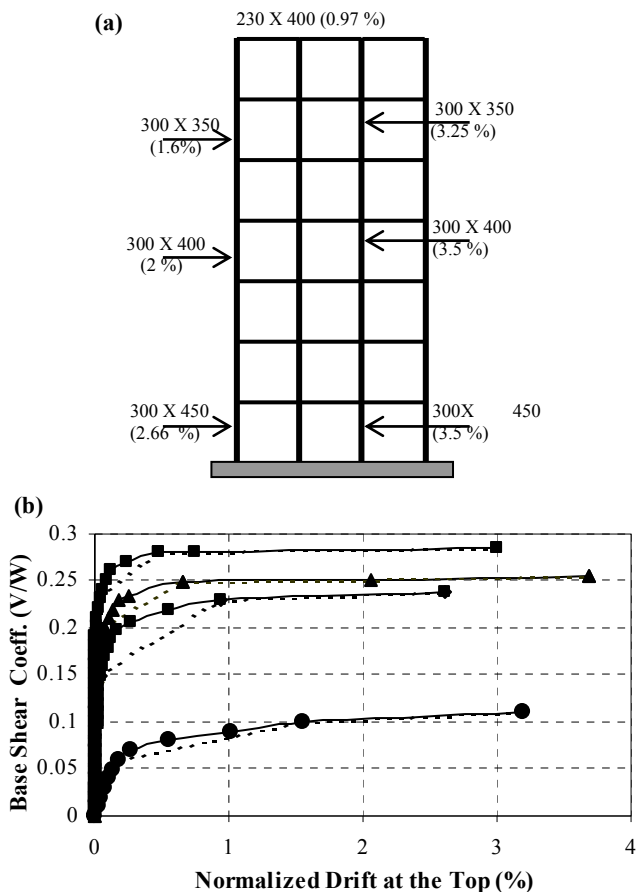 (a)
230 X 400 (0.97 %)
300 X 350
(1.6%)
300 X 350
(3.25 %)
300 X 400
(2 %)
300 X 400
(3.5 %)
300 X 450
(2.66 %)
300X 450
(3.5 %)
(b)
Base Shear Coeff. (V/W)
0.3
0.25
0.2
0.15
0.1
0.05
0
0 1 2 3 4
Normalized Drift at the Top (%)